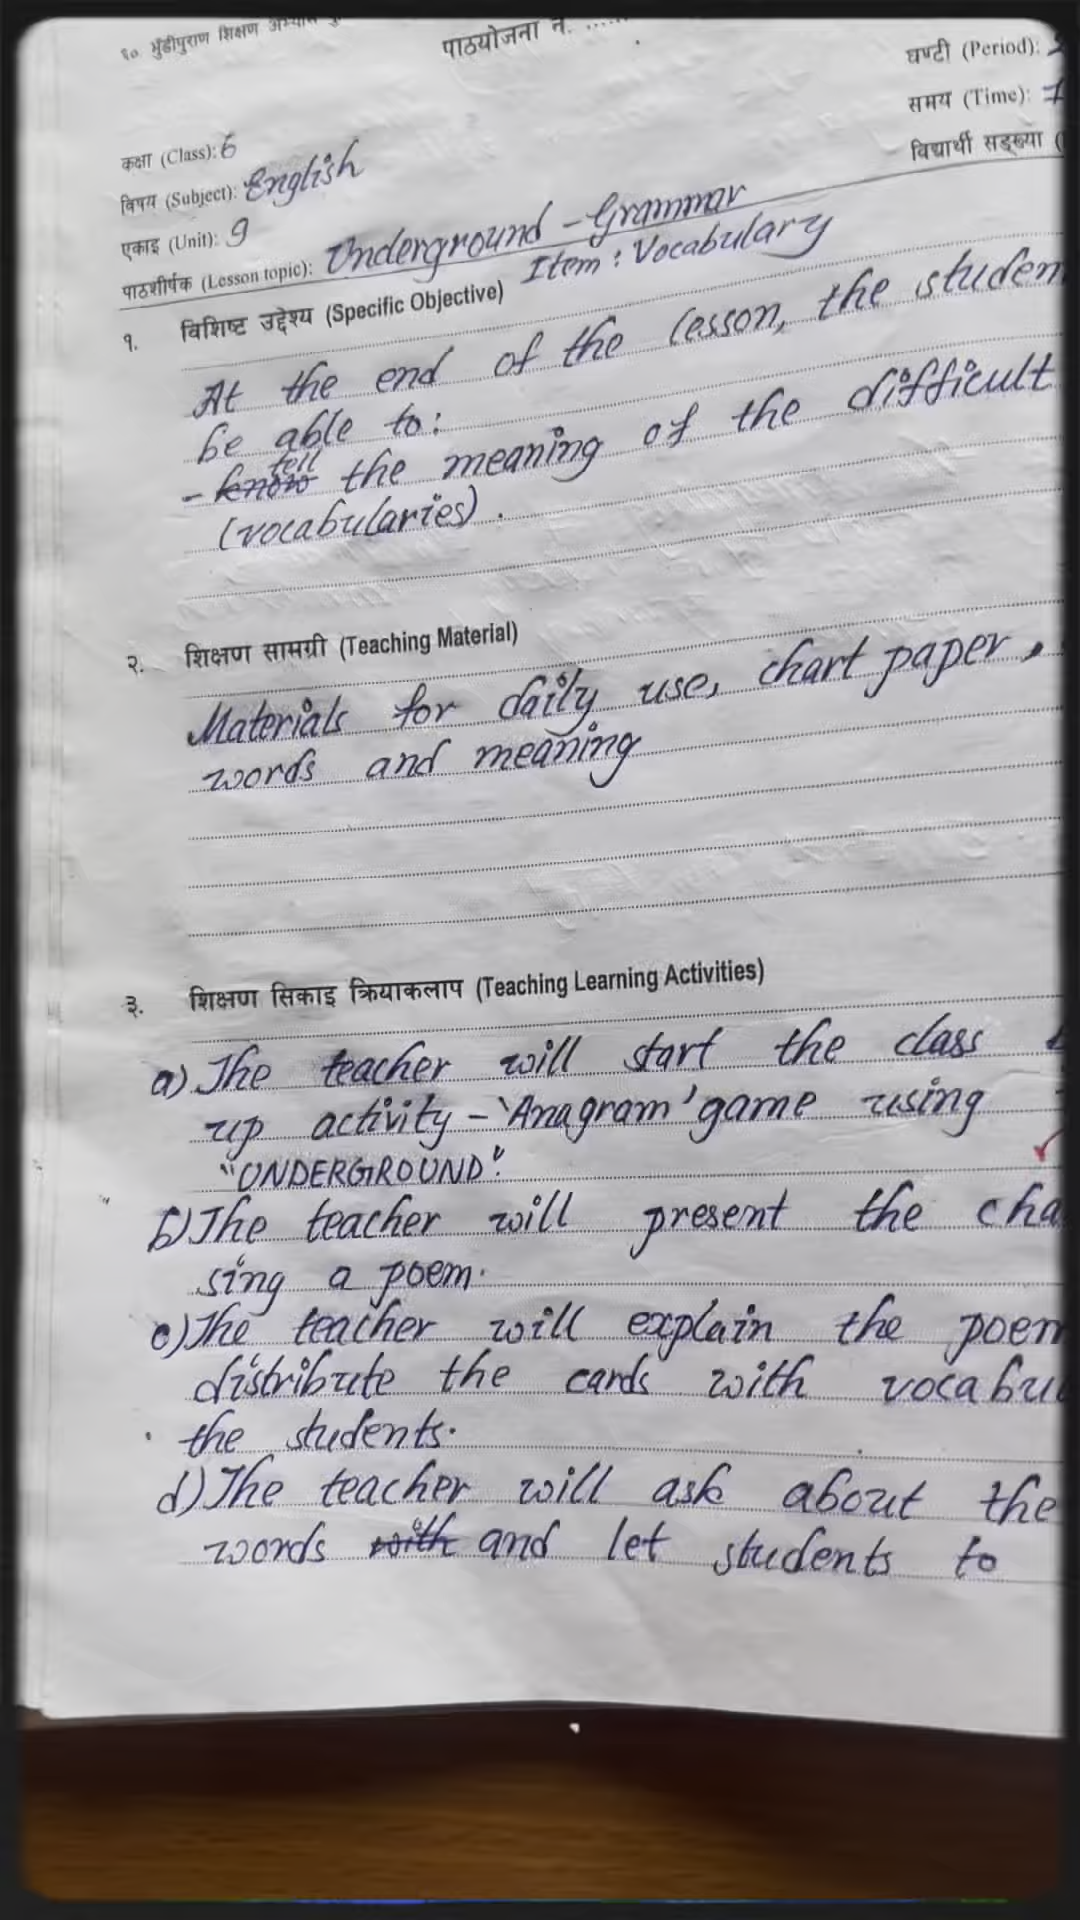 पाठयोजना नं. ......
घण्टी (Period):
समय (Time):
विद्यार्थी सङ्ख्या (
कक्षा (Class): 6
विषय (Subject): English
एकाइ (Unit): 9
पाठशीर्षक (Lesson topic): Underground - Grammar
Item : Vocabulary
१. विशिष्ट उद्देश्य (Specific Objective)
At the end of the lesson, the studen
be able to:
tell
- know the meaning of the difficult
(vocabularies).
२. शिक्षण सामग्री (Teaching Material)
Materials for daily use, chart paper,
words and meaning
३. शिक्षण सिकाइ क्रियाकलाप (Teaching Learning Activities)
a) The teacher will start the class
up activity - 'Anagram' game using
"UNDERGROUND".
b) The teacher will present the cha
sing a poem.
c) The teacher will explain the poem
distribute the cards with vocabul
the students.
d) The teacher will ask about the
words with and let students to